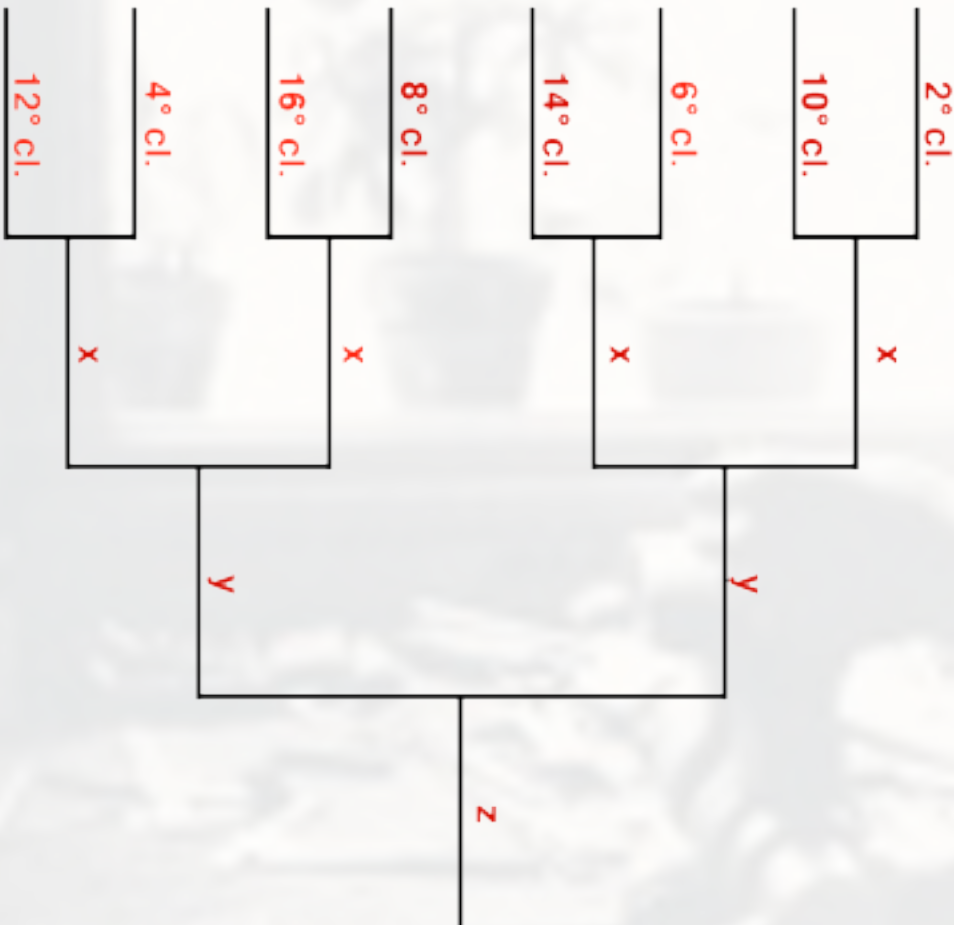 2° cl.
x
10° cl.
y
6° cl.
x
14° cl.
z
8° cl.
x
16° cl.
y
4° cl.
x
12° cl.